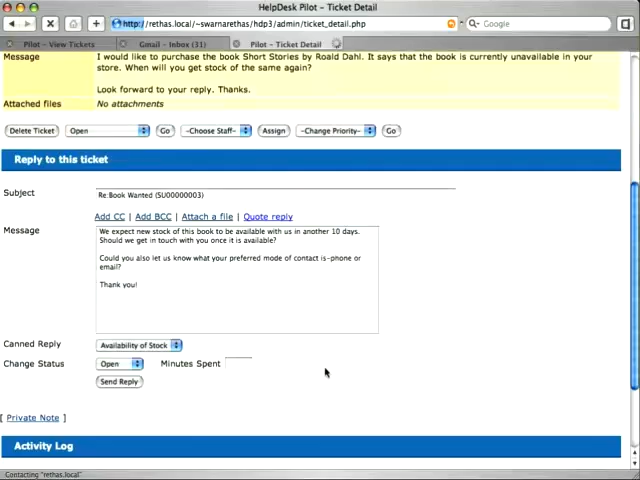 HelpDesk Pilot - Ticket Detail
http://rethas.local/~swarnarethas/hdp3/admin/ticket_detail.php
Google
Pilot - View Tickets
Gmail - Inbox (31)
Pilot - Ticket Detail
Message
I would like to purchase the book Short Stories by Roald Dahl. It says that the book is currently unavailable in your
store. When will you get stock of the same again?
Look forward to your reply. Thanks.
Attached files
No attachments
Delete Ticket
Open
Go
-Choose Staff-
Assign
-Change Priority-
Go
Reply to this ticket
Subject
Re:Book Wanted (SU00000003)
Add CC | Add BCC | Attach a file | Quote reply
Message
We expect new stock of this book to be available with us in another 10 days.
Should we get in touch with you once it is available?
Could you also let us know what your preferred mode of contact is-phone or
email?
Thank you!
Canned Reply
Availability of Stock
Change Status
Open
Minutes Spent
Send Reply
[ Private Note ]
Activity Log
Contacting "rethas.local"